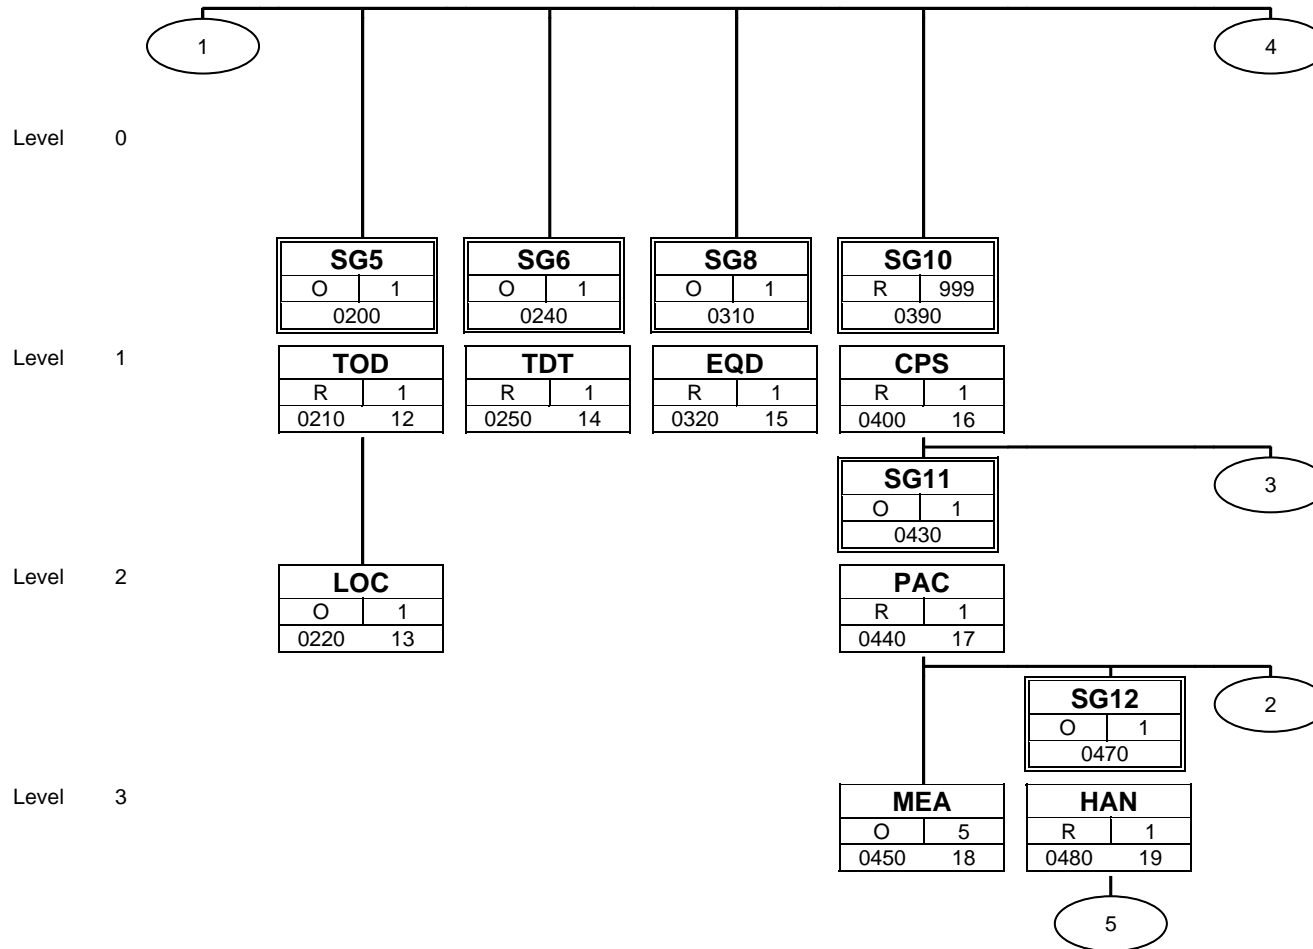 1 4
Level 0
SG5 SG6 SG8 SG10
O 1 O 1 O 1 R 999
0200 0240 0310 0390
Level 1 TOD TDT EQD CPS
R 1 R 1 R 1 R 1
0210 12 0250 14 0320 15 0400 16
SG11 3
O 1
0430
Level 2 LOC PAC
O 1 R 1
0220 13 0440 17
SG12 2
O 1
0470
Level 3 MEA HAN
O 5 R 1
0450 18 0480 19
5